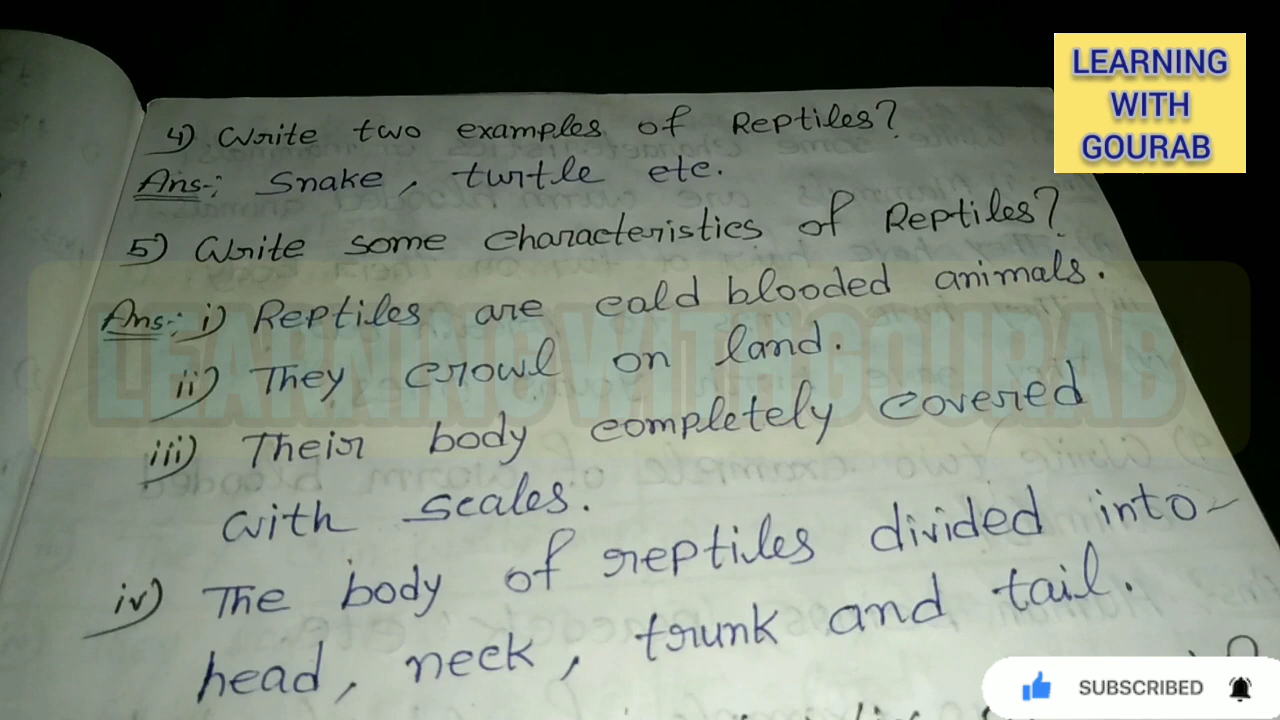 LEARNING
WITH
GOURAB
4) Write two examples of Reptiles?
Ans-: Snake, turtle etc.
5) Write some characteristics of Reptiles?
Ans-: i) Reptiles are cald blooded animals.
ii) They crowl on land.
iii) Their body completely covered
with scales.
iv) The body of reptiles divided into-
head, neck, trunk and tail.
LEARNINGWITHGOURAB
SUBSCRIBED